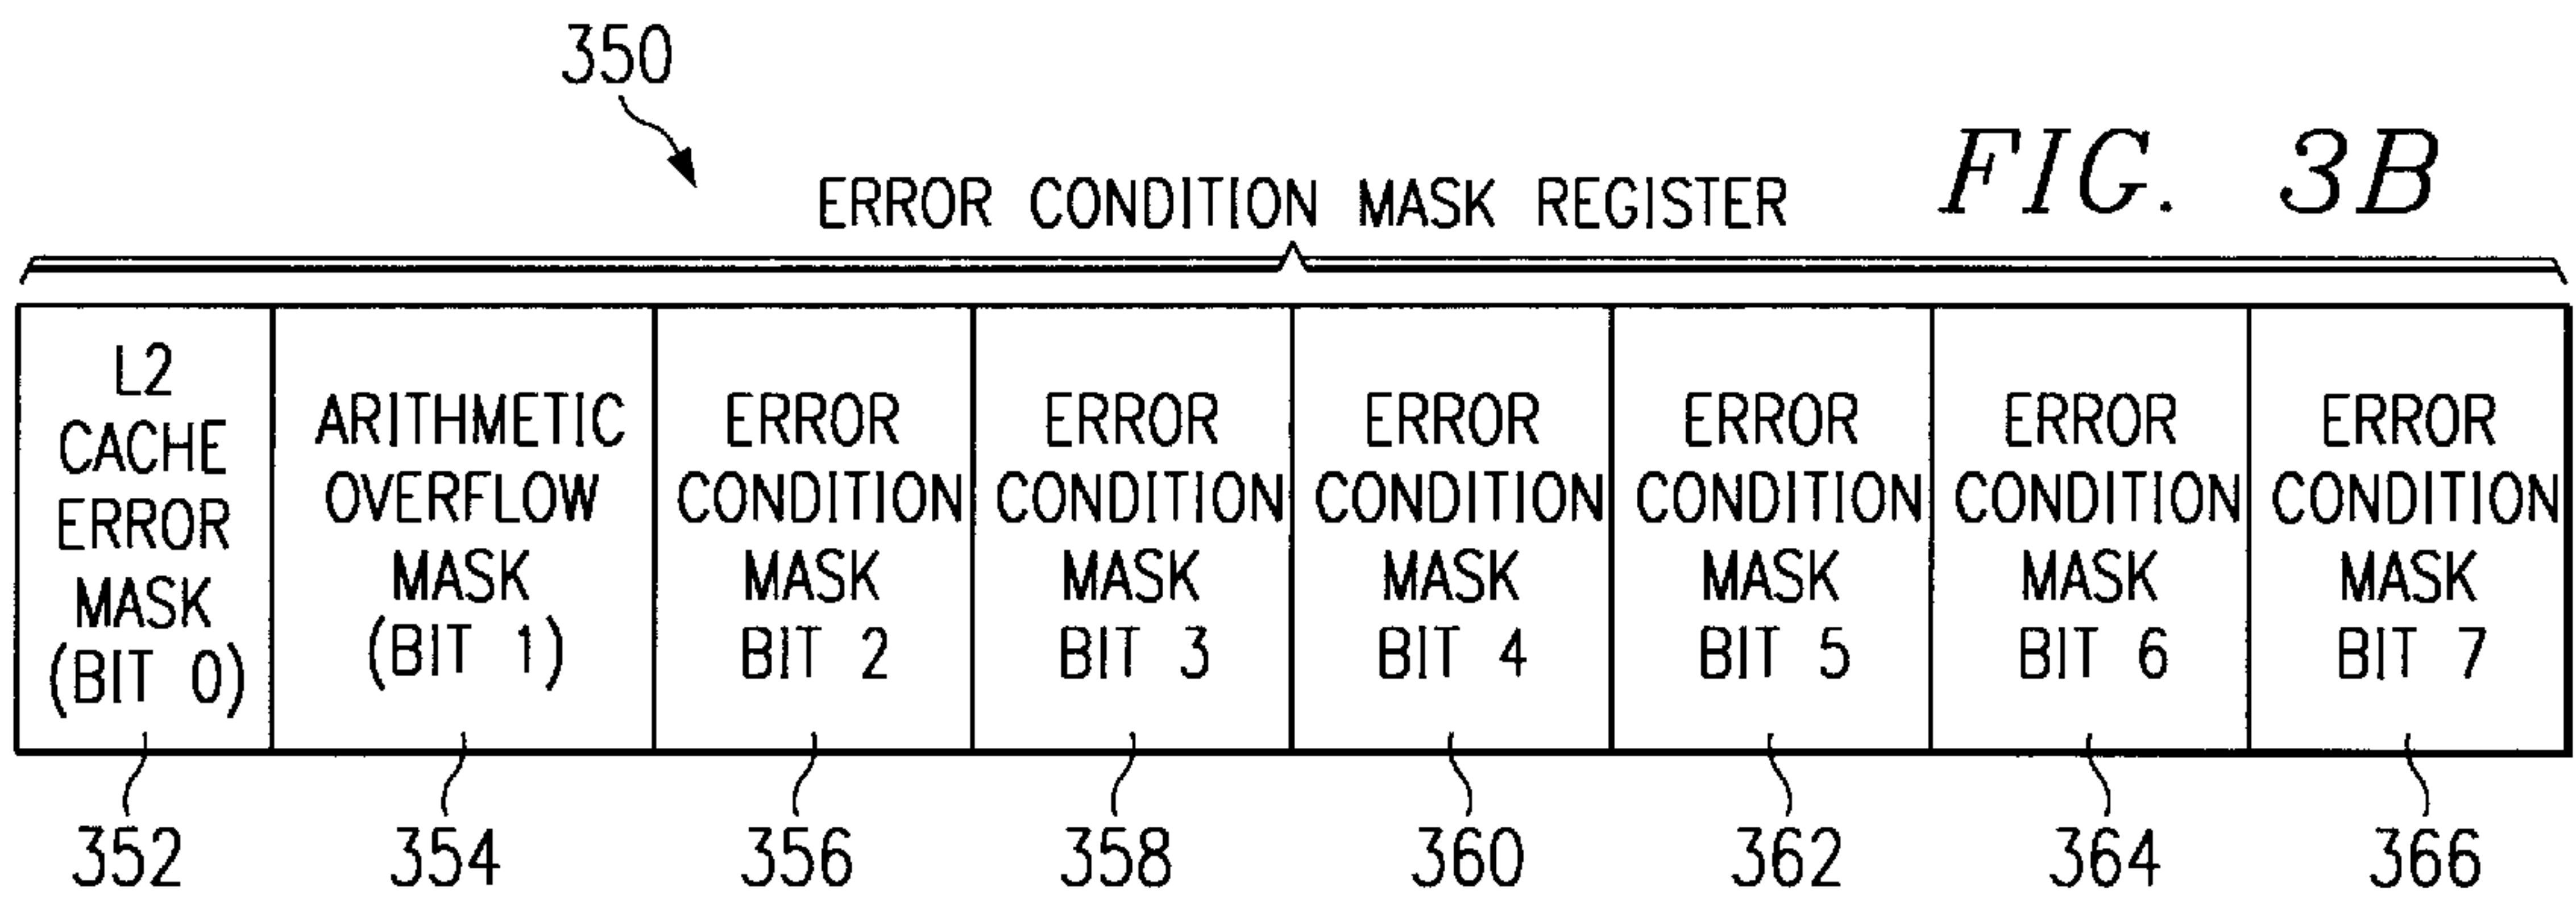 350
FIG. 3B
ERROR CONDITION MASK REGISTER
L2
CACHE
ERROR
MASK
(BIT 0)
ARITHMETIC
OVERFLOW
MASK
(BIT 1)
ERROR
CONDITION
MASK
BIT 2
ERROR
CONDITION
MASK
BIT 3
ERROR
CONDITION
MASK
BIT 4
ERROR
CONDITION
MASK
BIT 5
ERROR
CONDITION
MASK
BIT 6
ERROR
CONDITION
MASK
BIT 7
352
354
356
358
360
362
364
366